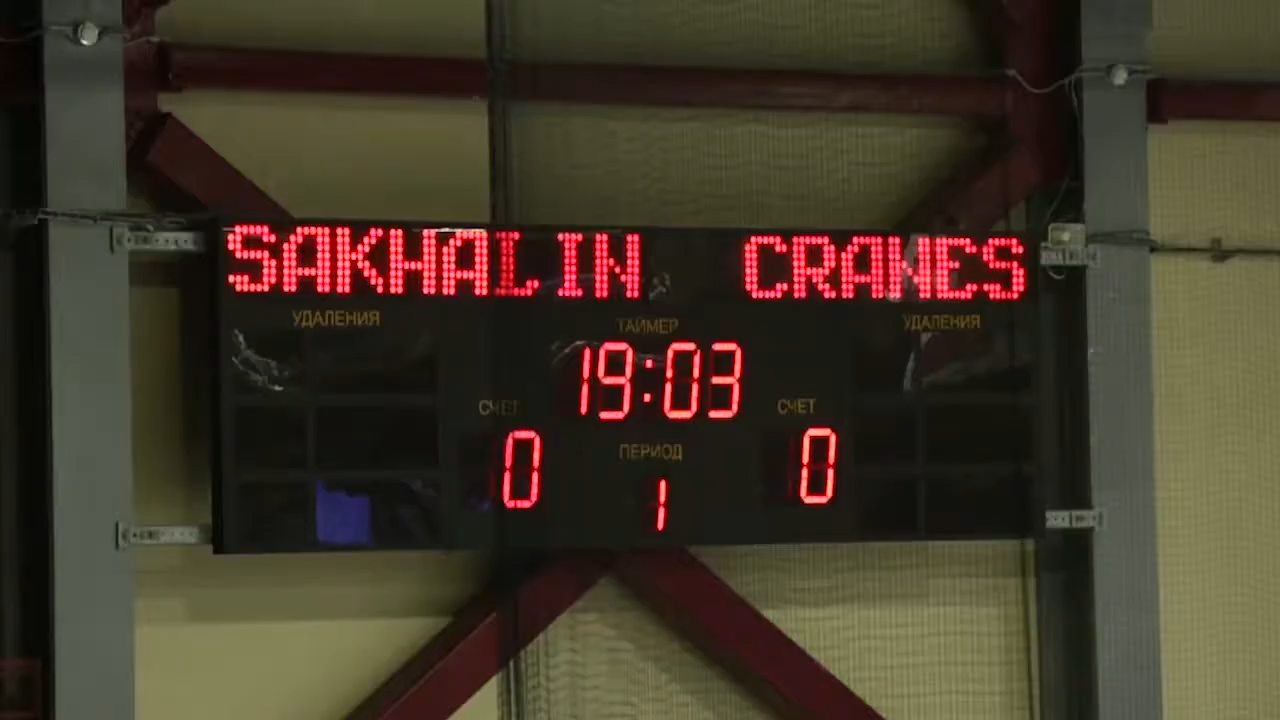 SAKHALIN CRANES
УДАЛЕНИЯ ТАЙМЕР УДАЛЕНИЯ
19:03
СЧЕТ СЧЕТ
0 ПЕРИОД 0
1